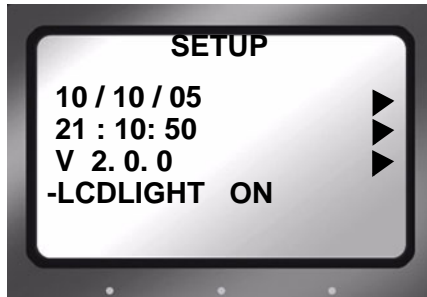 SETUP
10 / 10 / 05
21 : 10: 50
V 2. 0. 0
-LCDLIGHT ON